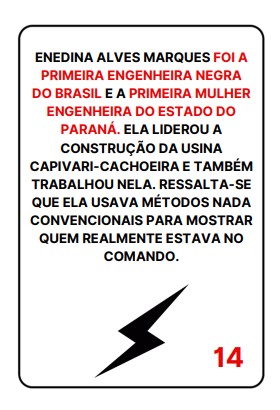 ENEDINA ALVES MARQUES FOI A
PRIMEIRA ENGENHEIRA NEGRA
DO BRASIL E A PRIMEIRA MULHER
ENGENHEIRA DO ESTADO DO
PARANÁ. ELA LIDEROU A
CONSTRUÇÃO DA USINA
CAPIVARI-CACHOEIRA E TAMBÉM
TRABALHOU NELA. RESSALTA-SE
QUE ELA USAVA MÉTODOS NADA
CONVENCIONAIS PARA MOSTRAR
QUEM REALMENTE ESTAVA NO
COMANDO.
14